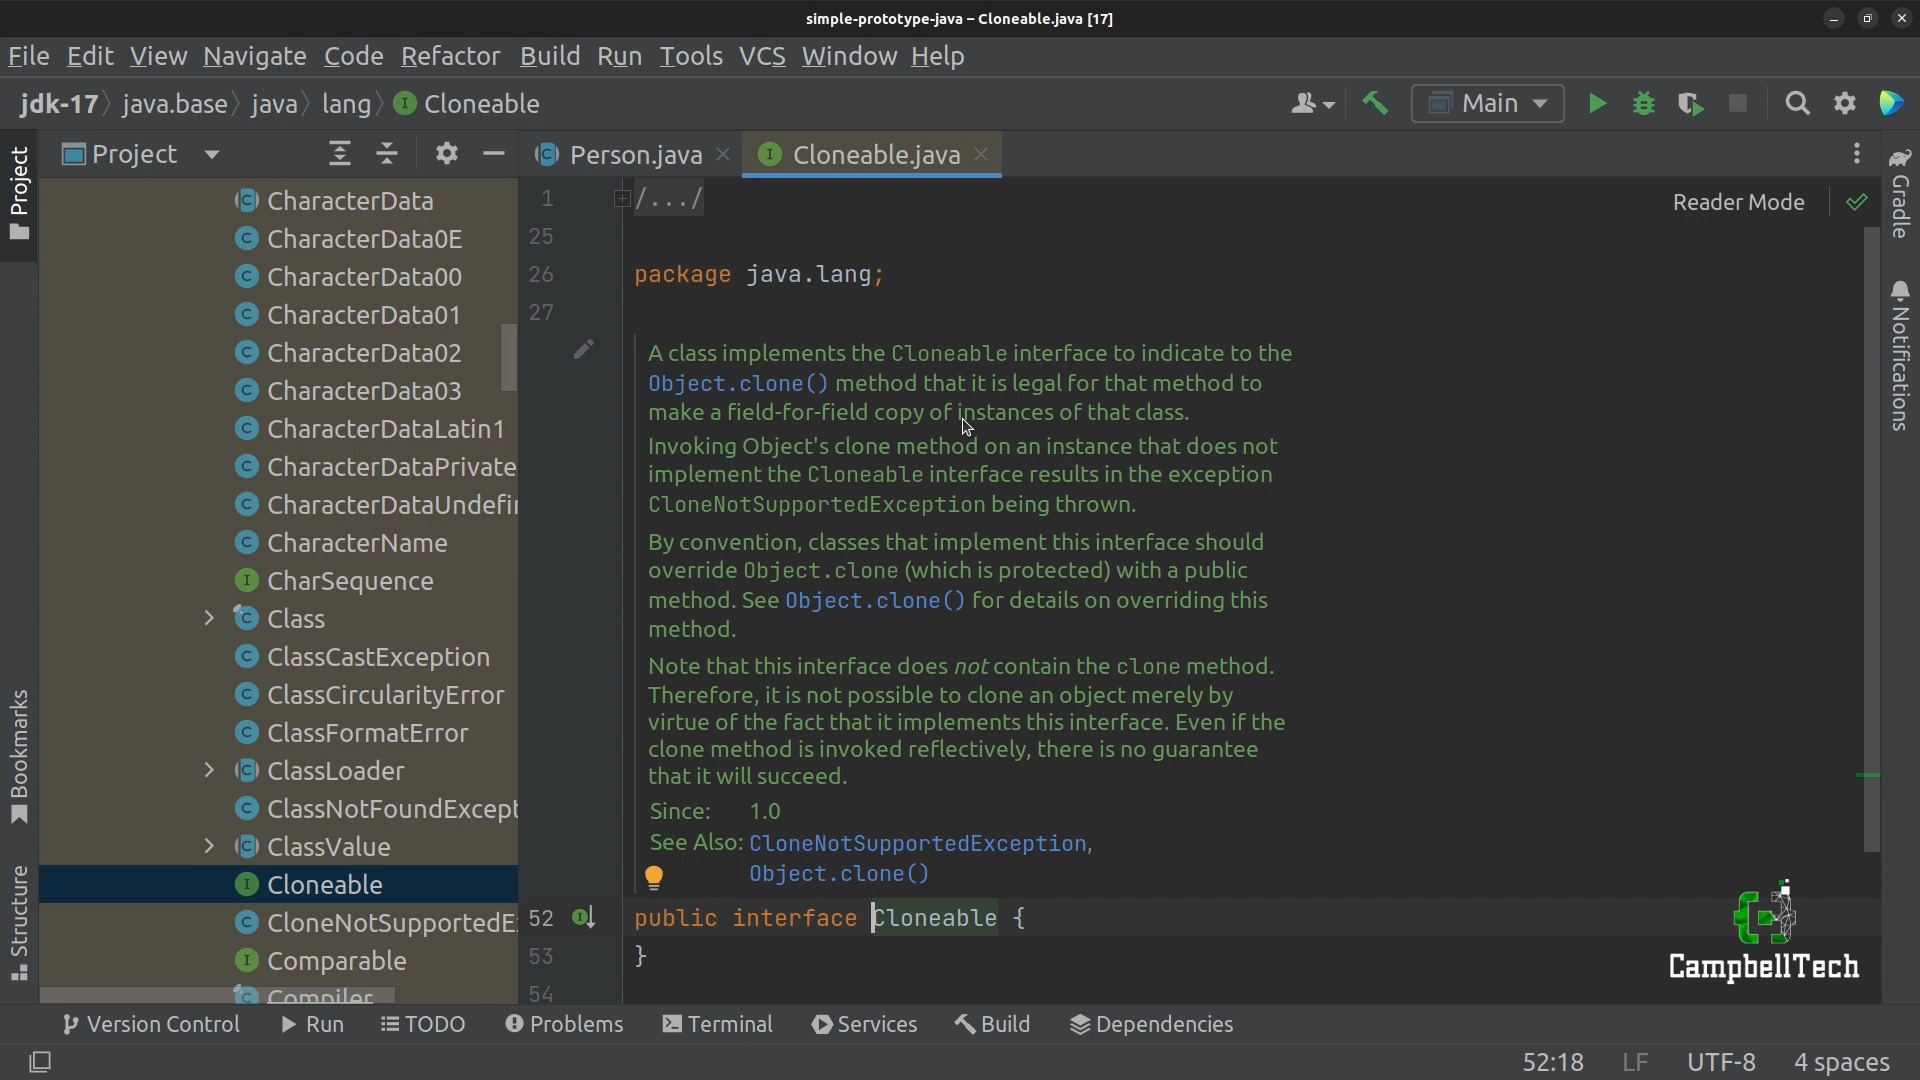 simple-prototype-java – Cloneable.java [17]
File Edit View Navigate Code Refactor Build Run Tools VCS Window Help
jdk-17 java.base java lang Cloneable
Main
Project
Project
Person.java
Cloneable.java
Gradle
Notifications
Bookmarks
Structure
CharacterData
CharacterData0E
CharacterData00
CharacterData01
CharacterData02
CharacterData03
CharacterDataLatin1
CharacterDataPrivate
CharacterDataUndefi
CharacterName
CharSequence
Class
ClassCastException
ClassCircularityError
ClassFormatError
ClassLoader
ClassNotFoundExcept
ClassValue
Cloneable
CloneNotSupportedE
Comparable
Compiler
Reader Mode
1 /.../
25
26 package java.lang;
27
A class implements the Cloneable interface to indicate to the
Object.clone() method that it is legal for that method to
make a field-for-field copy of instances of that class.
Invoking Object's clone method on an instance that does not
implement the Cloneable interface results in the exception
CloneNotSupportedException being thrown.
By convention, classes that implement this interface should
override Object.clone (which is protected) with a public
method. See Object.clone() for details on overriding this
method.
Note that this interface does not contain the clone method.
Therefore, it is not possible to clone an object merely by
virtue of the fact that it implements this interface. Even if the
clone method is invoked reflectively, there is no guarantee
that it will succeed.
Since: 1.0
See Also: CloneNotSupportedException,
Object.clone()
52 public interface Cloneable {
53 }
54
CampbellTech
Version Control Run TODO Problems Terminal Services Build Dependencies
52:18 LF UTF-8 4 spaces